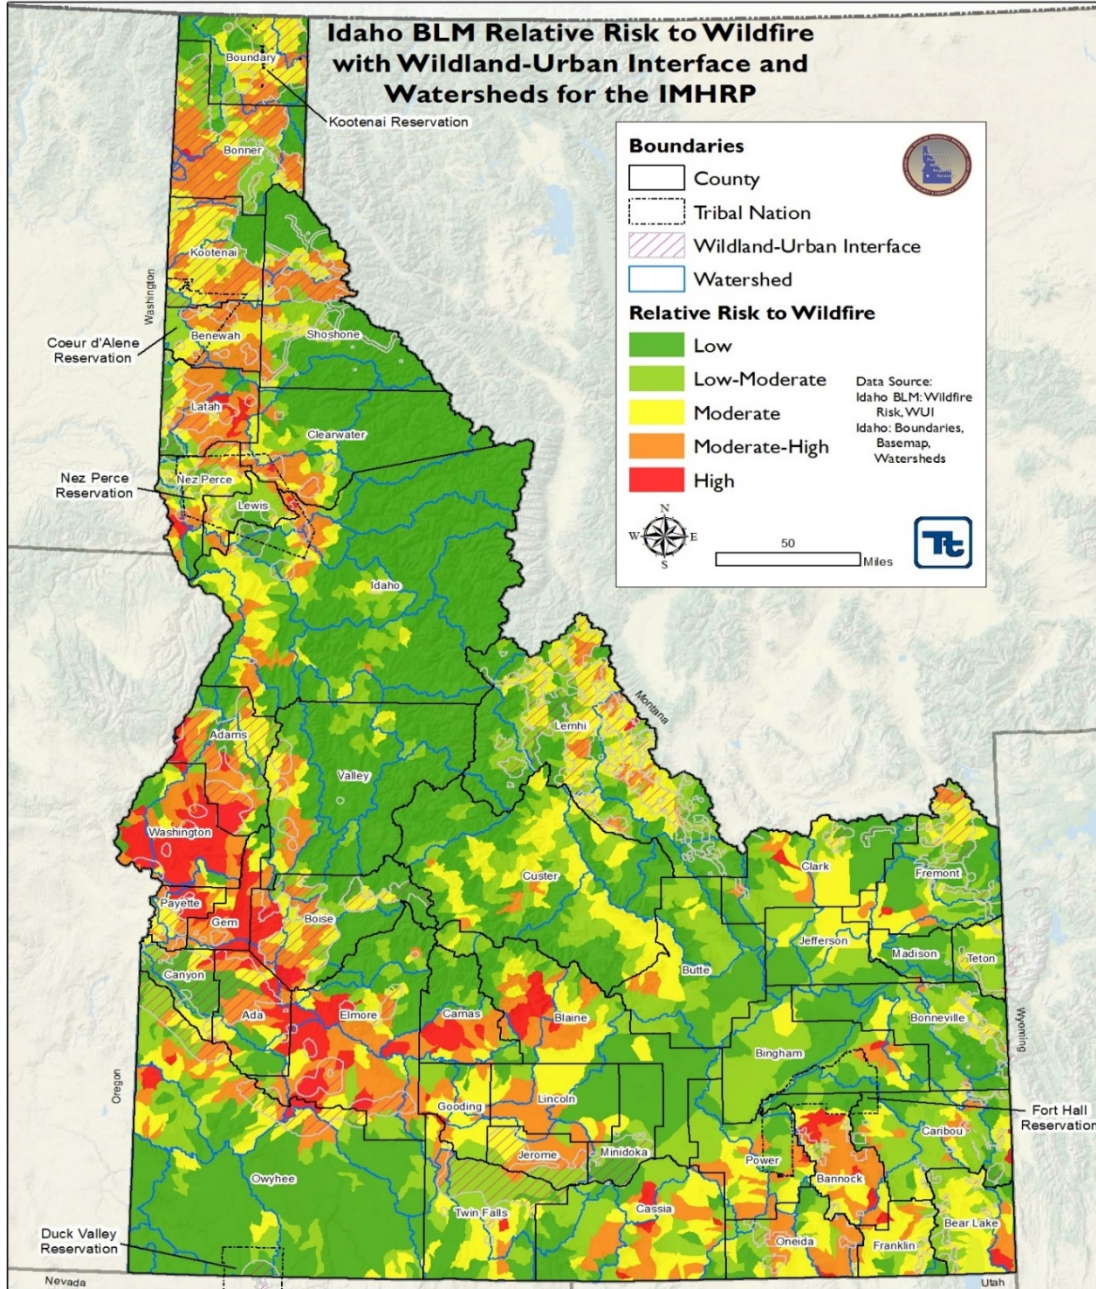 Idaho BLM Relative Risk to Wildfire
with Wildland-Urban Interface and
Watersheds for the IMHRP
Boundary
Kootenai Reservation
Bonner
Boundaries
County
Tribal Nation
Wildland-Urban Interface
Watershed
Relative Risk to Wildfire
Low
Low-Moderate
Moderate
Moderate-High
High
Data Source:
Idaho BLM: Wildfire
Risk, WUI
Idaho: Boundaries,
Basemap,
Watersheds
N
W
E
S
50
Miles
Tt
Kootenai
Washington
Coeur d'Alene
Reservation
Benewah
Shoshone
Latah
Clearwater
Nez Perce
Reservation
Nez Perce
Lewis
Idaho
Montana
Lemhi
Adams
Valley
Washington
Custer
Clark
Fremont
Payette
Gem
Boise
Jefferson
Madison
Teton
Butte
Canyon
Ada
Elmore
Camas
Blaine
Bonneville
Wyoming
Bingham
Oregon
Gooding
Lincoln
Fort Hall
Reservation
Caribou
Jerome
Minidoka
Power
Bannock
Owyhee
Twin Falls
Cassia
Bear Lake
Oneida
Franklin
Duck Valley
Reservation
Nevada
Utah